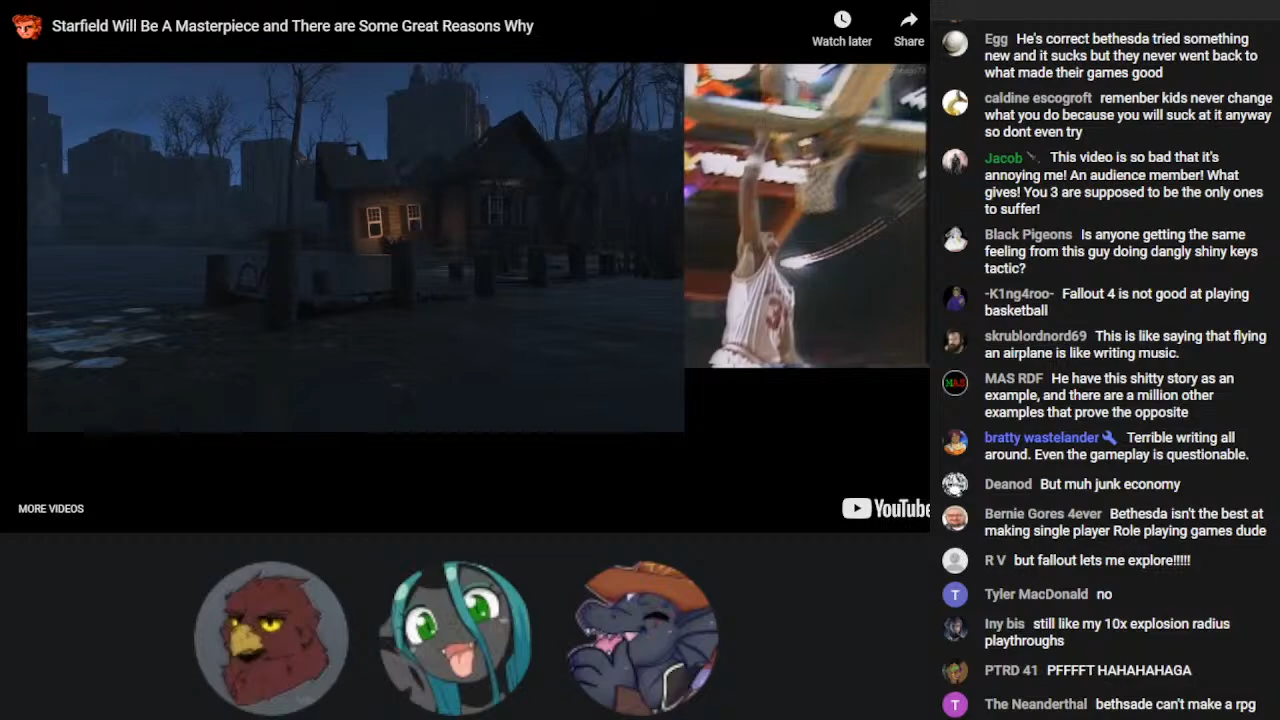 Starfield Will Be A Masterpiece and There are Some Great Reasons Why
Watch later
Share
MORE VIDEOS
YouTube
Egg He's correct bethesda tried something
new and it sucks but they never went back to
what made their games good
caldine escogroft remenber kids never change
what you do because you will suck at it anyway
so dont even try
Jacob This video is so bad that it's
annoying me! An audience member! What
gives! You 3 are supposed to be the only ones
to suffer!
Black Pigeons Is anyone getting the same
feeling from this guy doing dangly shiny keys
tactic?
-K1ng4roo- Fallout 4 is not good at playing
basketball
skrublordnord69 This is like saying that flying
an airplane is like writing music.
MAS
MAS RDF He have this shitty story as an
example, and there are a million other
examples that prove the opposite
bratty wastelander Terrible writing all
around. Even the gameplay is questionable.
Deanod But muh junk economy
Bernie Gores 4ever Bethesda isn't the best at
making single player Role playing games dude
R V but fallout lets me explore!!!!!
T
Tyler MacDonald no
Iny bis still like my 10x explosion radius
playthroughs
PTRD 41 PFFFFT HAHAHAHAGA
T
The Neanderthal bethsade can't make a rpg